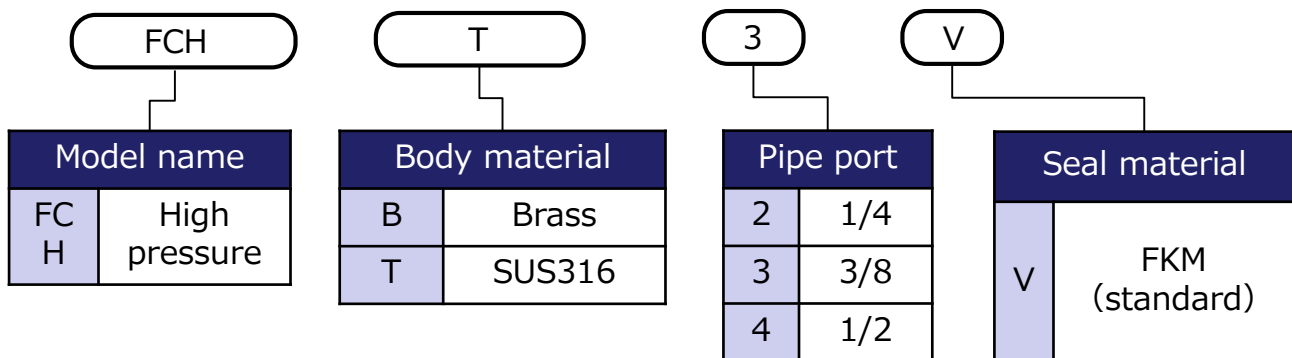 FCH
T
3
V
Model name
FC
H
High
pressure
Body material
B
Brass
T
SUS316
Pipe port
2
1/4
3
3/8
4
1/2
Seal material
V
FKM
（standard）